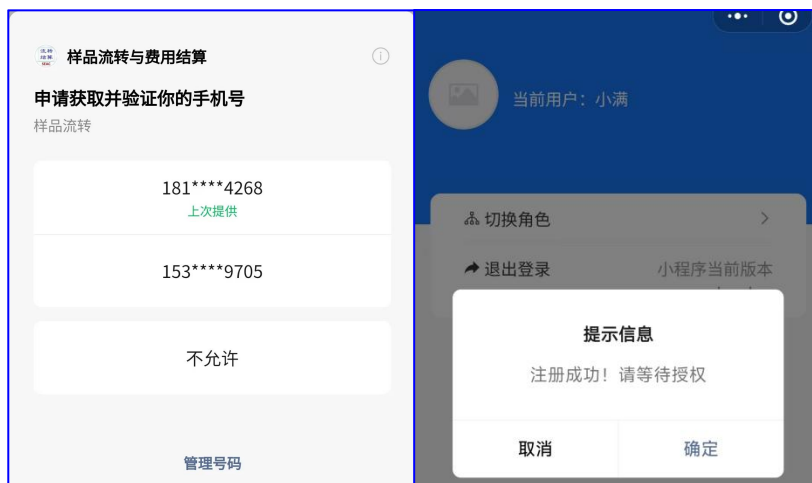 样品流转与费用结算
申请获取并验证你的手机号
样品流转
181****4268
上次提供
153****9705
不允许
管理号码
当前用户：小满
切换角色
退出登录 小程序当前版本
提示信息
注册成功！请等待授权
取消 确定